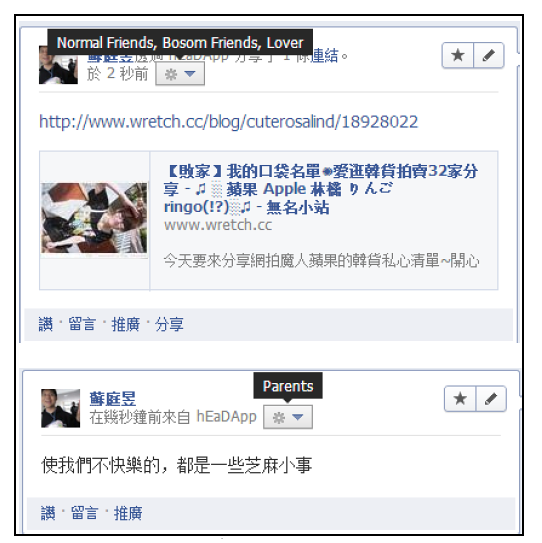 Normal Friends, Bosom Friends, Lover
蘇庭昱透過 hEaDApp 分享了 1 條連結。
於 2 秒前
http://www.wretch.cc/blog/cuterosalind/18928022
【敗家】我的口袋名單✺愛逛韓貨拍賣32家分
享 - ♫ ░ 蘋果 Apple 林檎 りんご
ringo(!?)░♫ - 無名小站
www.wretch.cc
今天要來分享網拍魔人蘋果的韓貨私心清單~開心
讚 · 留言 · 推廣 · 分享
Parents
蘇庭昱
在幾秒鐘前來自 hEaDApp
使我們不快樂的，都是一些芝麻小事
讚 · 留言 · 推廣